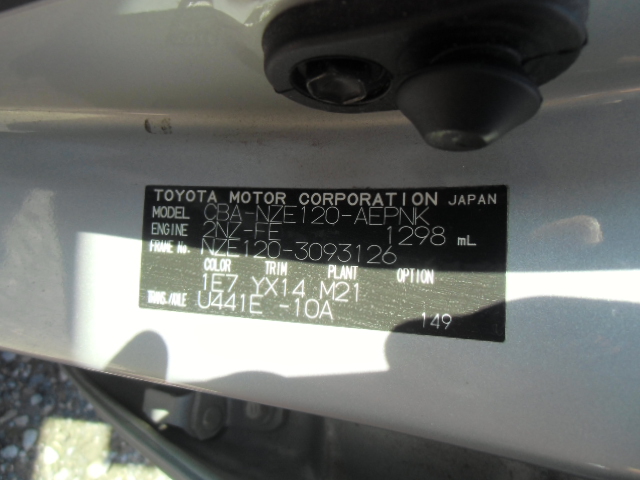 TOYOTA MOTOR CORPORATION JAPAN
MODEL CBA-NZE120-AEPNK
ENGINE 2NZ-FE 1298 mL
FRAME No. NZE120-3093126
COLOR TRIM PLANT OPTION
1E7 YX14 M21
TRANS./AXLE U441E -10A
149